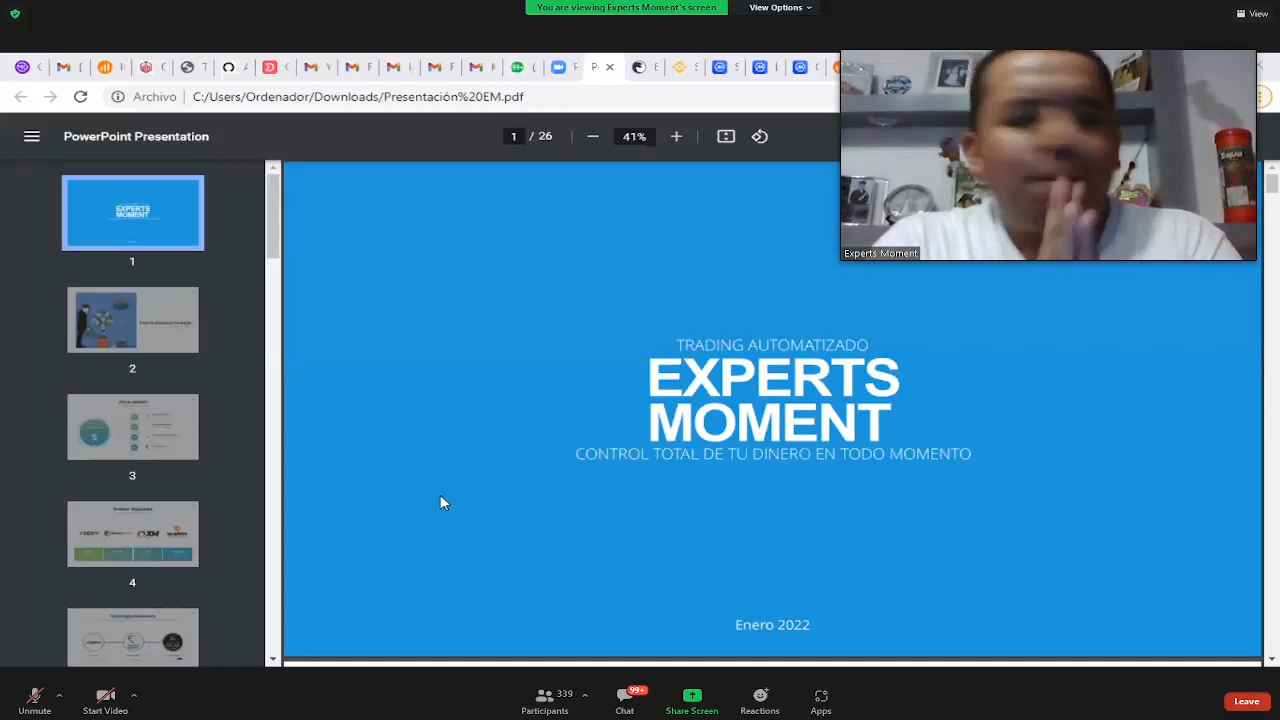 You are viewing Experts Moment's screen
View Options
View
Archivo
C:/Users/Ordenador/Downloads/Presentación%20EM.pdf
PowerPoint Presentation
1 / 26
41%
EXPERTS
MOMENT
1
2
3
4
TRADING AUTOMATIZADO
EXPERTS
MOMENT
CONTROL TOTAL DE TU DINERO EN TODO MOMENTO
Enero 2022
Experts Moment
Unmute
Start Video
Participants
339
Chat
99+
Share Screen
Reactions
Apps
Leave